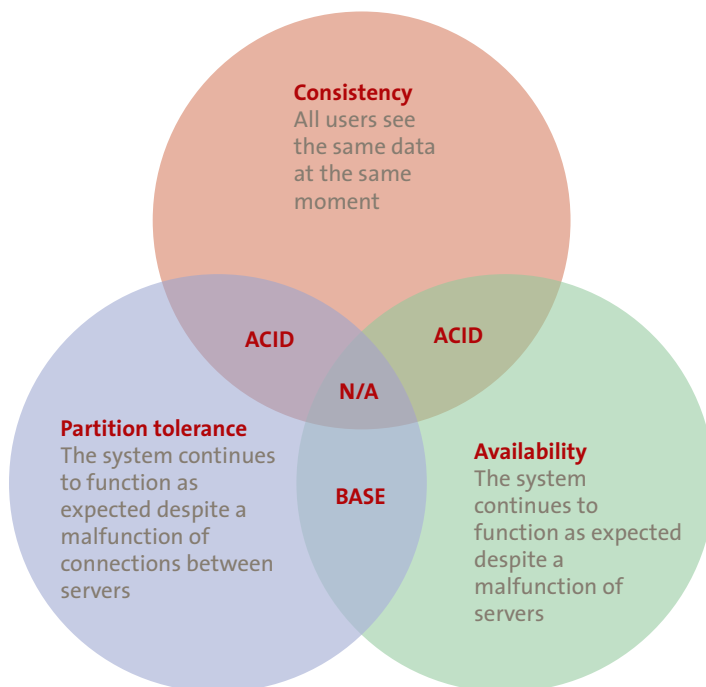 Consistency
All users see
the same data
at the same
moment
ACID
ACID
N/A
Partition tolerance
The system continues
to function as
expected despite a
malfunction of
connections between
servers
BASE
Availability
The system
continues to
function as expected
despite a
malfunction of
servers